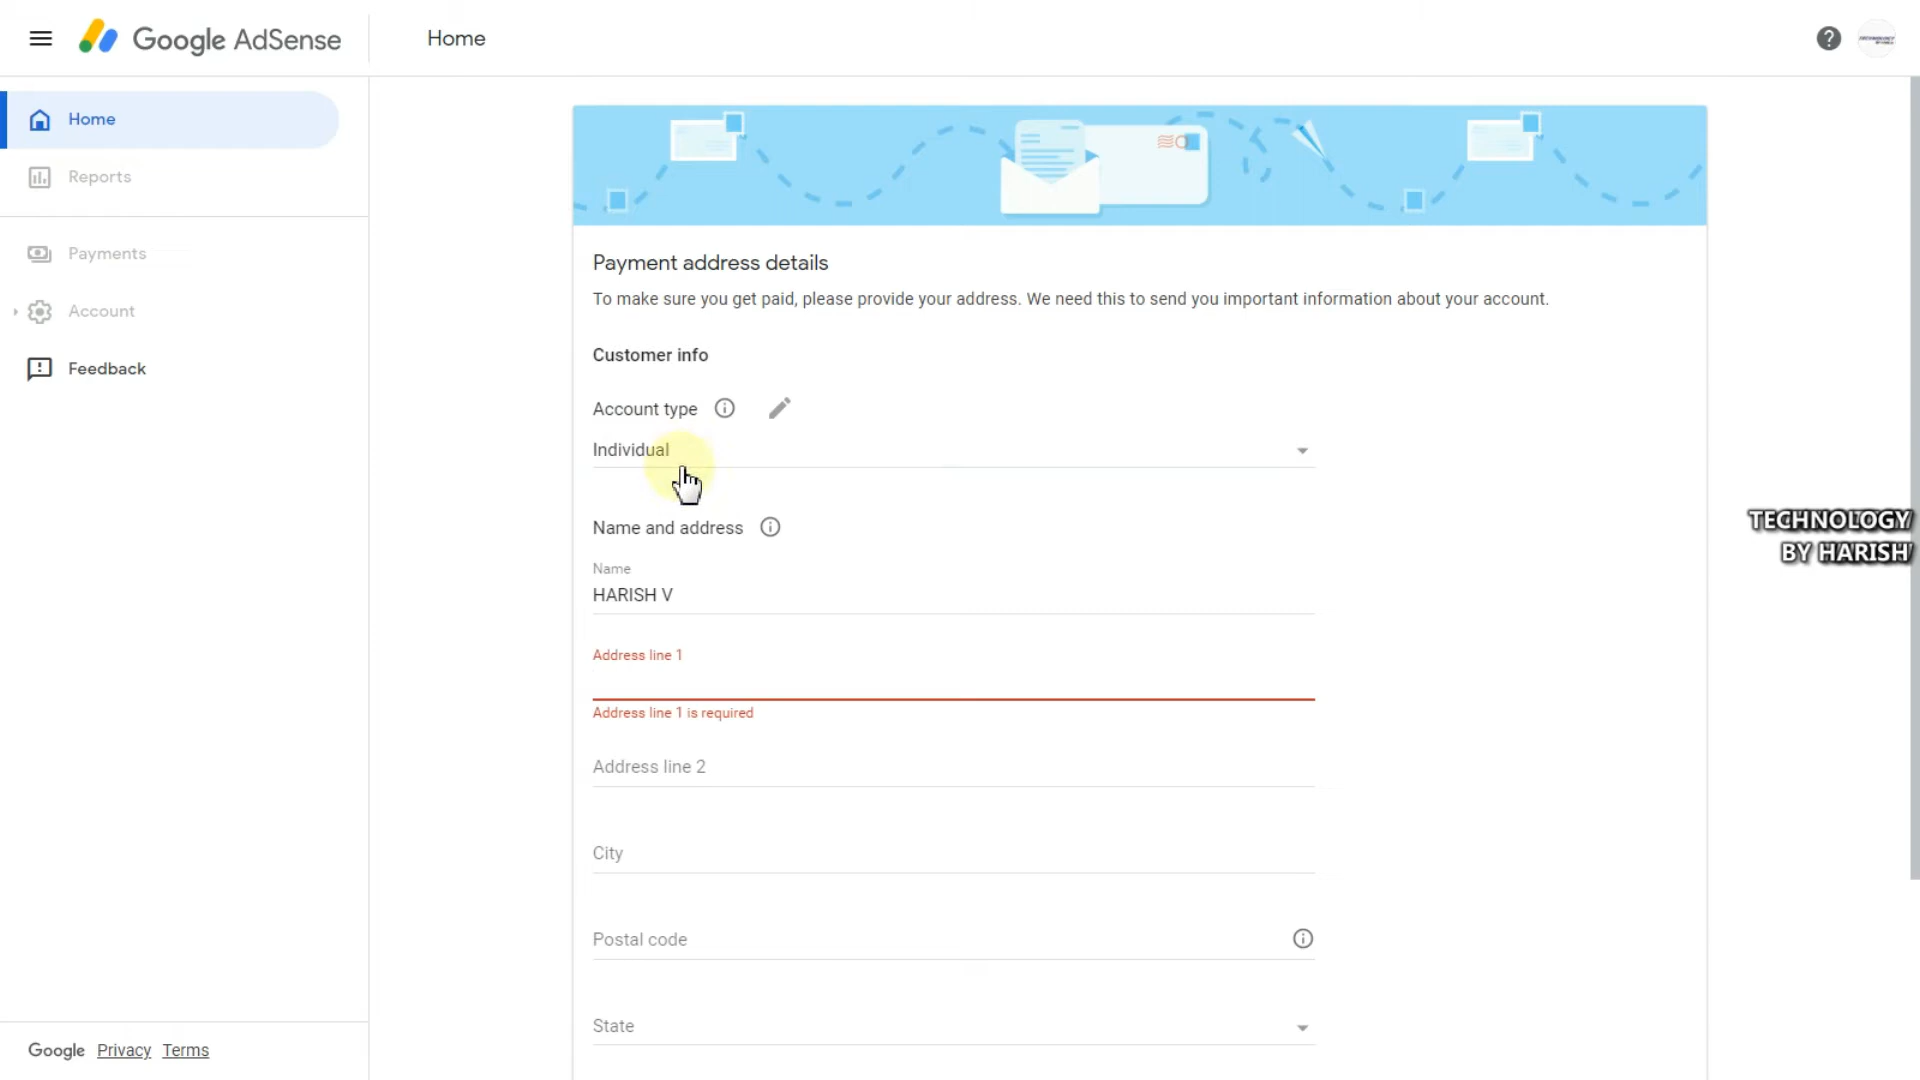 Google AdSense
Home
Home
Reports
Payments
Account
Feedback
Payment address details
To make sure you get paid, please provide your address. We need this to send you important information about your account.
Customer info
Account type
Individual
Name and address
Name
HARISH V
Address line 1
Address line 1 is required
Address line 2
City
Postal code
State
TECHNOLOGY
BY HARISH
Google Privacy Terms